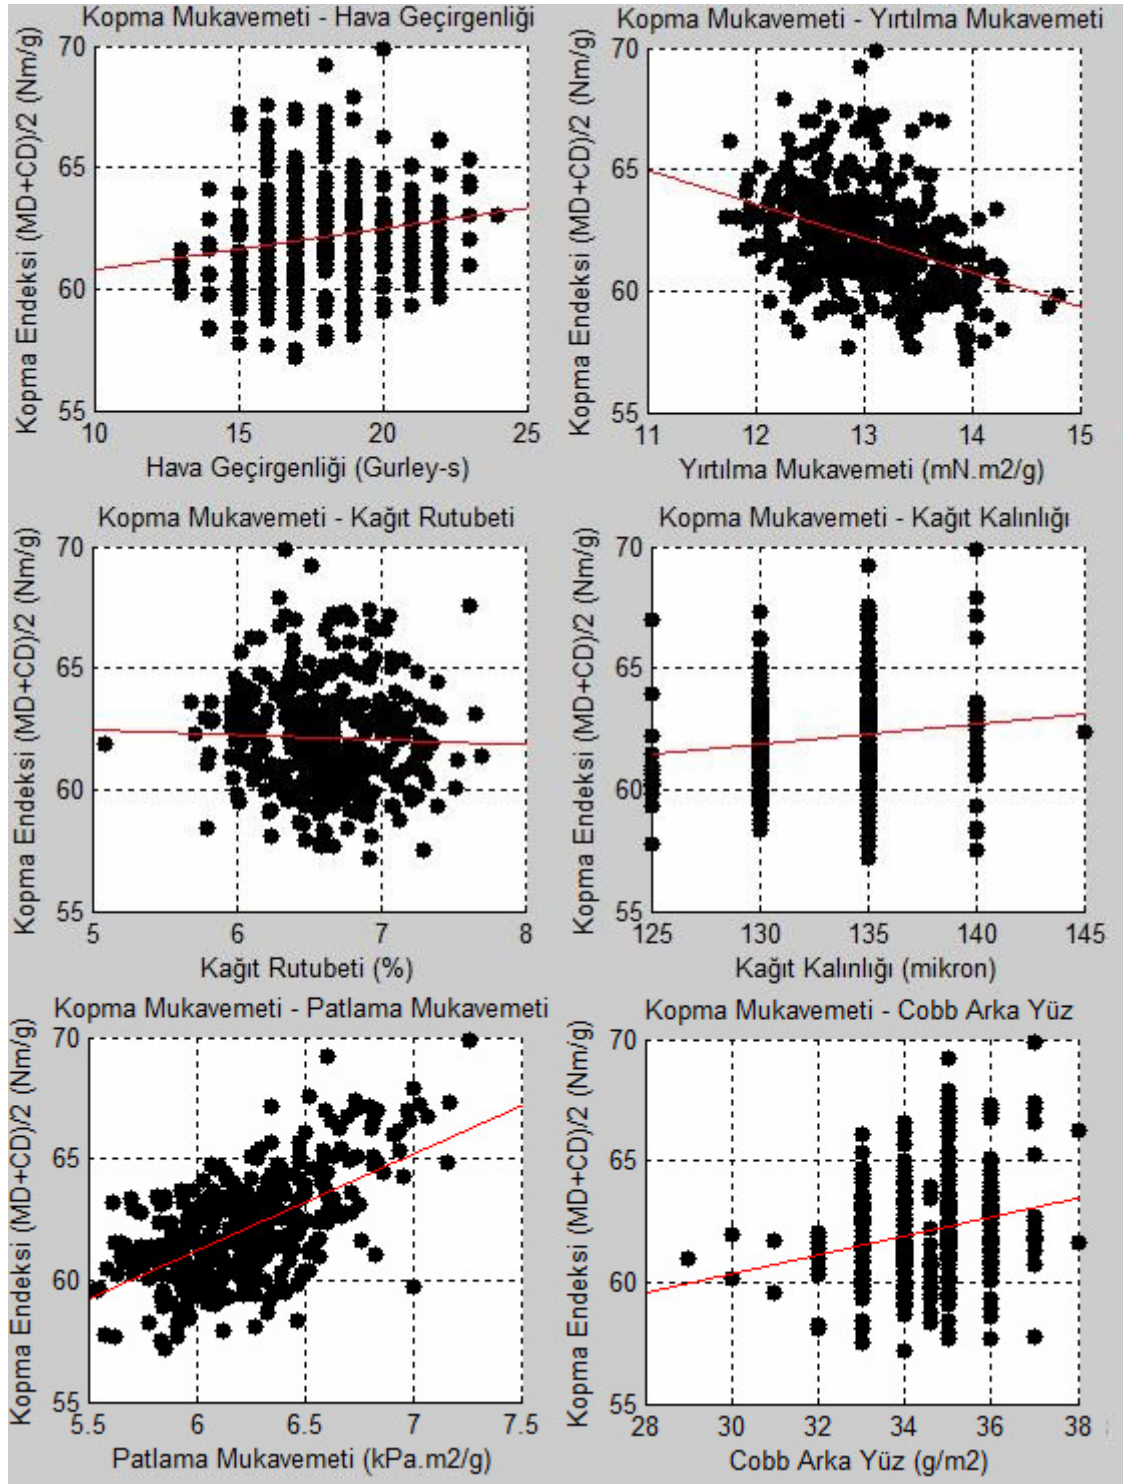 Kopma Mukavemeti - Hava Geçirgenliği
Kopma Endeksi (MD+CD)/2 (Nm/g)
70
65
60
55
10 15 20 25
Hava Geçirgenliği (Gurley-s)
Kopma Mukavemeti - Yırtılma Mukavemeti
Kopma Endeksi (MD+CD)/2 (Nm/g)
70
65
60
55
11 12 13 14 15
Yırtılma Mukavemeti (mN.m2/g)
Kopma Mukavemeti - Kağıt Rutubeti
Kopma Endeksi (MD+CD)/2 (Nm/g)
70
65
60
55
5 6 7 8
Kağıt Rutubeti (%)
Kopma Mukavemeti - Kağıt Kalınlığı
Kopma Endeksi (MD+CD)/2 (Nm/g)
70
65
60
55
125 130 135 140 145
Kağıt Kalınlığı (mikron)
Kopma Mukavemeti - Patlama Mukavemeti
Kopma Endeksi (MD+CD)/2 (Nm/g)
70
65
60
55
5.5 6 6.5 7 7.5
Patlama Mukavemeti (kPa.m2/g)
Kopma Mukavemeti - Cobb Arka Yüz
Kopma Endeksi (MD+CD)/2 (Nm/g)
70
65
60
55
28 30 32 34 36 38
Cobb Arka Yüz (g/m2)